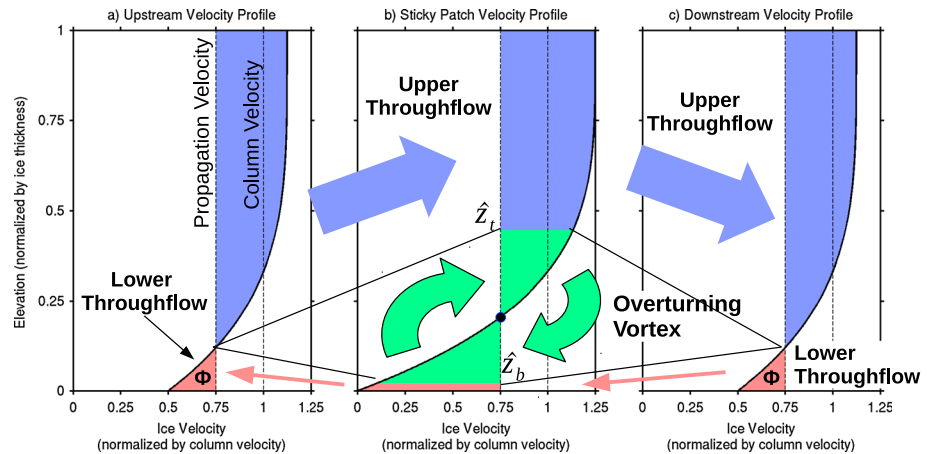 a) Upstream Velocity Profile
b) Sticky Patch Velocity Profile
c) Downstream Velocity Profile
Elevation (normalized by ice thickness)
1
0.75
0.5
0.25
0
Propagation Velocity
Column Velocity
Upper
Throughflow
Upper
Throughflow
ẑt
Lower
Throughflow
Overturning
Vortex
ẑb
Lower
Throughflow
Φ
Φ
0 0.25 0.5 0.75 1 1.25
0 0.25 0.5 0.75 1 1.25
0 0.25 0.5 0.75 1 1.25
Ice Velocity
(normalized by column velocity)
Ice Velocity
(normalized by column velocity)
Ice Velocity
(normalized by column velocity)